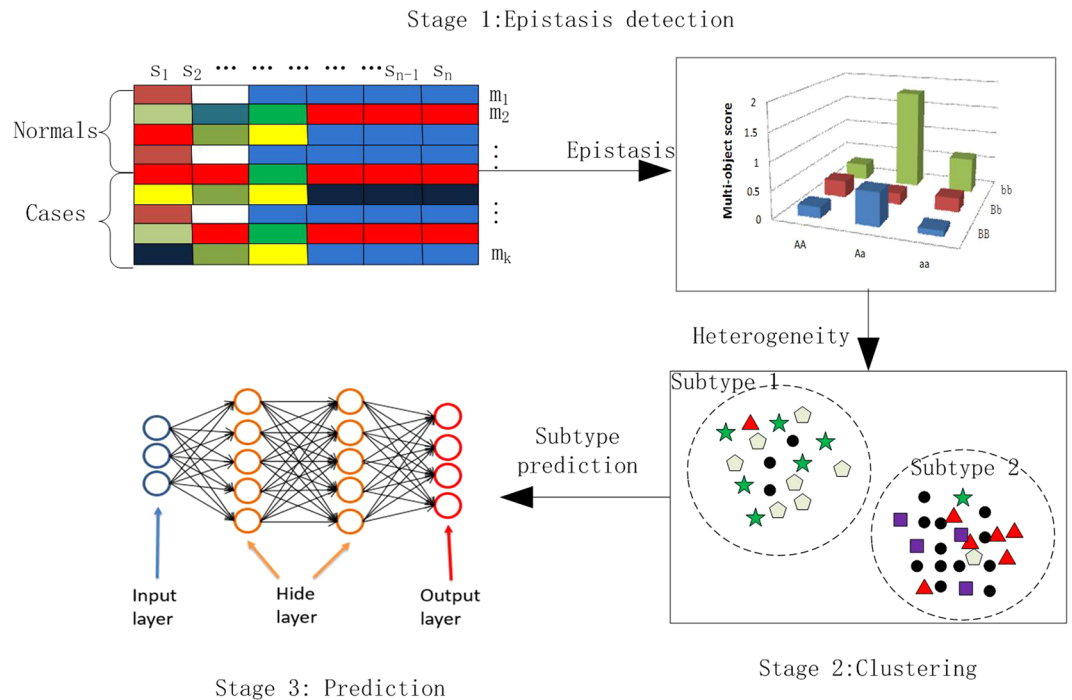 Stage 1:Epistasis detection
s1 s2 ··· ··· ··· ··· ··· sn-1 sn
Normals
Cases
m1
m2
⋮
⋮
mk
Epistasis
Multi-object score
2
1.5
1
0.5
0
AA
Aa
aa
bb
Bb
BB
Heterogeneity
Subtype 1
Subtype 2
Stage 2:Clustering
Subtype
prediction
Input
layer
Hide
layer
Output
layer
Stage 3: Prediction